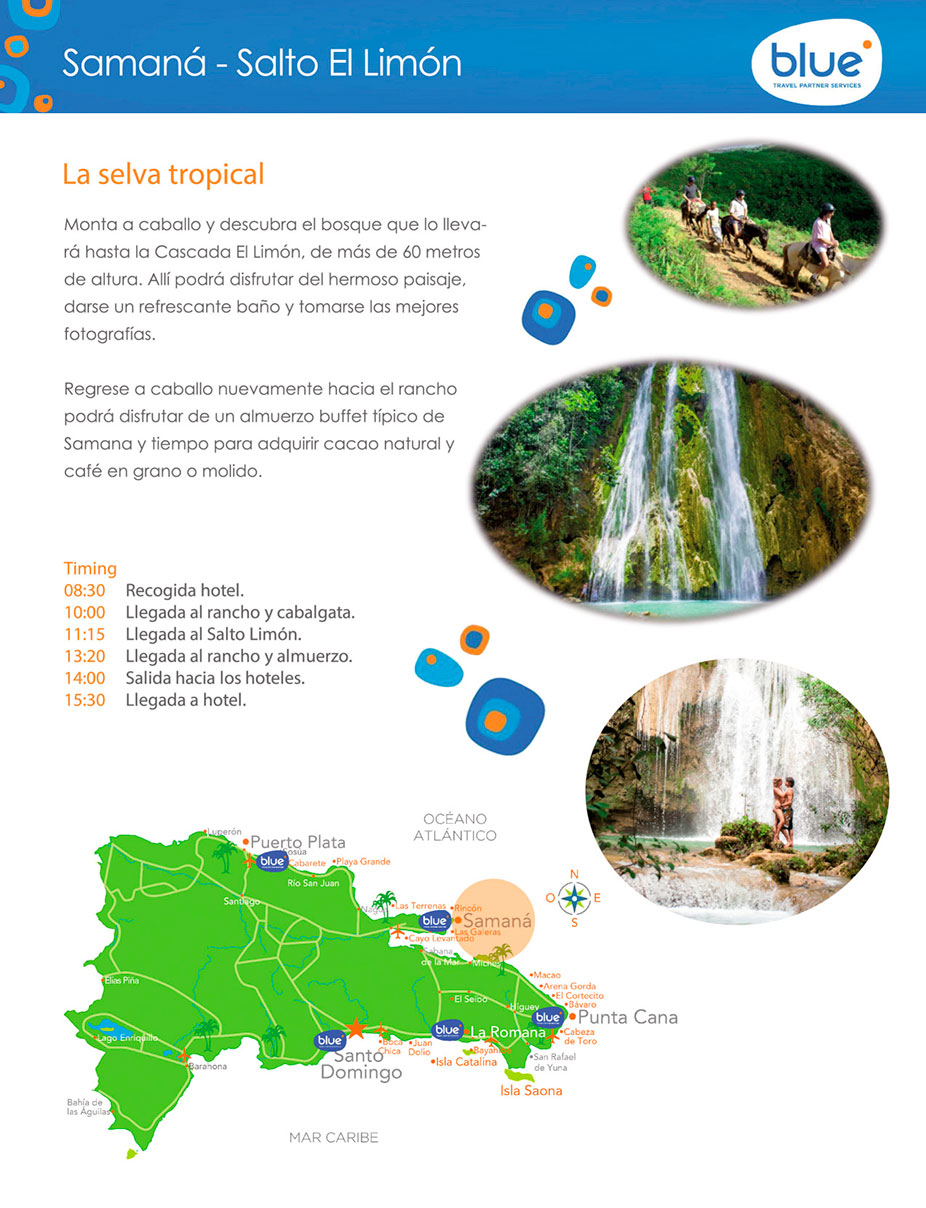 Samaná - Salto El Limón
blue
TRAVEL PARTNER SERVICES
La selva tropical
Monta a caballo y descubra el bosque que lo lleva-
rá hasta la Cascada El Limón, de más de 60 metros
de altura. Allí podrá disfrutar del hermoso paisaje,
darse un refrescante baño y tomarse las mejores
fotografías.
Regrese a caballo nuevamente hacia el rancho
podrá disfrutar de un almuerzo buffet típico de
Samana y tiempo para adquirir cacao natural y
café en grano o molido.
Timing
08:30 Recogida hotel.
10:00 Llegada al rancho y cabalgata.
11:15 Llegada al Salto Limón.
13:20 Llegada al rancho y almuerzo.
14:00 Salida hacia los hoteles.
15:30 Llegada a hotel.
OCÉANO
ATLÁNTICO
Luperón
Puerto Plata
Sosúa
blue
Cabarete
Playa Grande
Río San Juan
N
O
E
S
Santiago
Nagua
Las Terrenas
Rincón
blue
Samaná
Las Galeras
Cayo Levantado
Sabana
de la Mar
Miches
Elías Piña
Macao
Arena Gorda
El Cortecito
Bávaro
El Seibo
Higuey
blue
Punta Cana
Cabeza
de Toro
Lago Enriquillo
blue
Santo
Domingo
Boca
Chica
Juan
Dolio
blue
La Romana
Bayahibe
Isla Catalina
San Rafael
de Yuna
Barahona
Isla Saona
Bahía de
las Águilas
MAR CARIBE